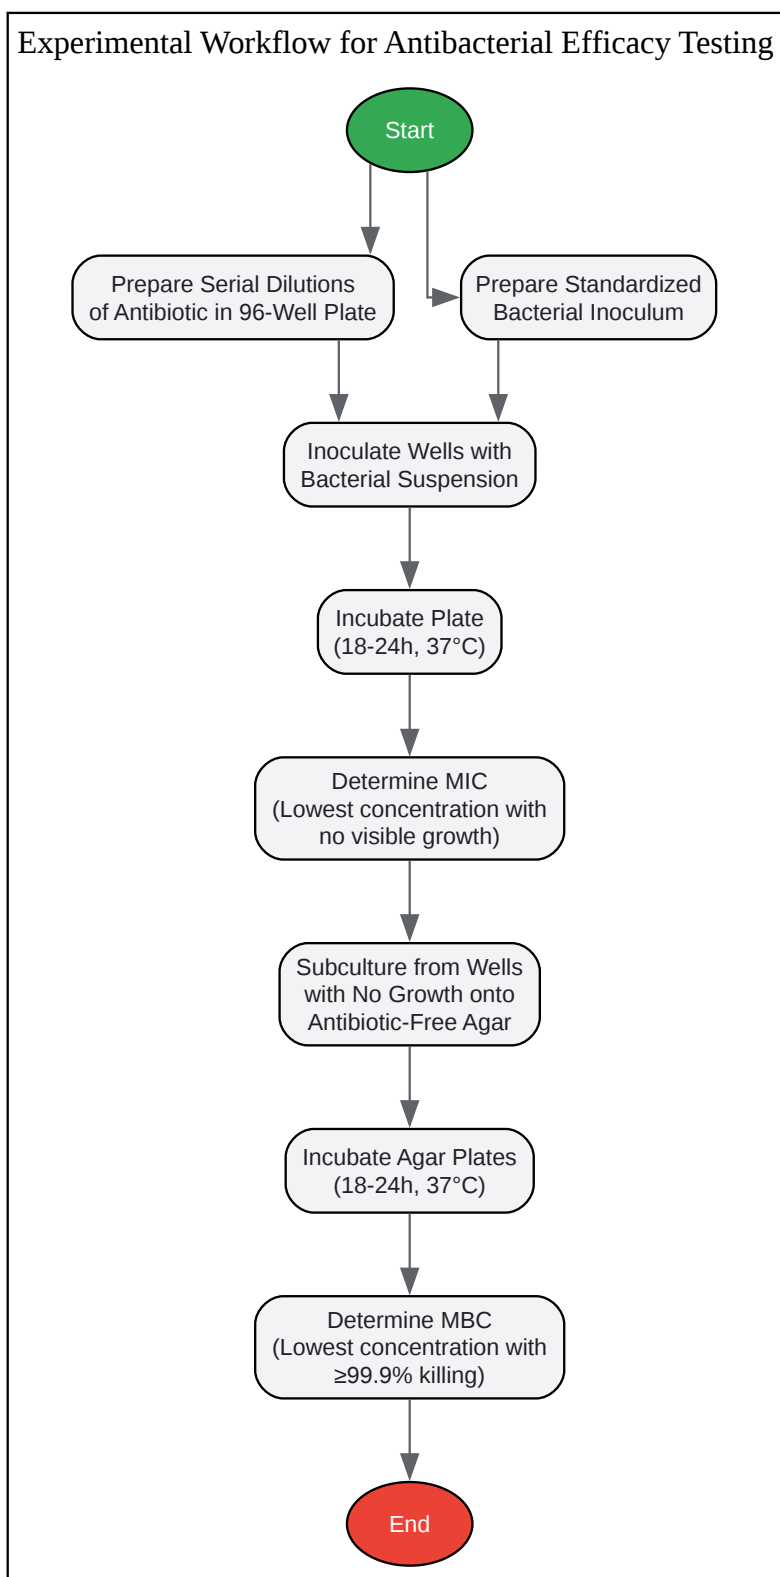 Experimental Workflow for Antibacterial Efficacy Testing
Start
Prepare Serial Dilutions
of Antibiotic in 96-Well Plate
Prepare Standardized
Bacterial Inoculum
Inoculate Wells with
Bacterial Suspension
Incubate Plate
(18-24h, 37°C)
Determine MIC
(Lowest concentration with
no visible growth)
Subculture from Wells
with No Growth onto
Antibiotic-Free Agar
Incubate Agar Plates
(18-24h, 37°C)
Determine MBC
(Lowest concentration with
≥99.9% killing)
End